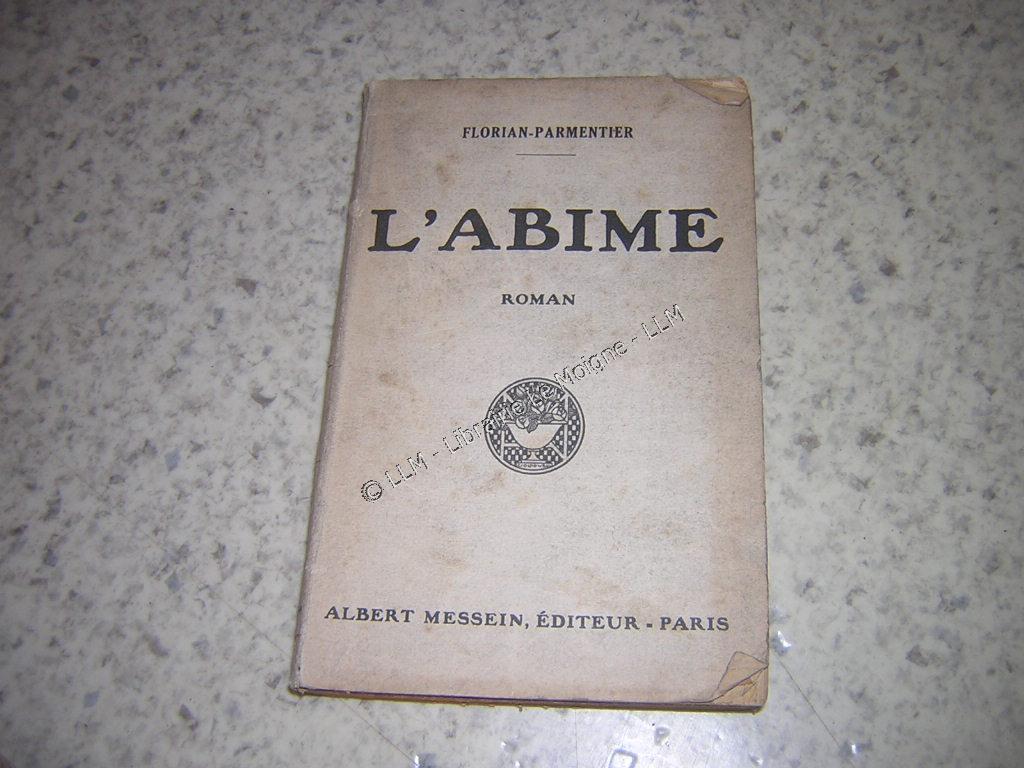 FLORIAN-PARMENTIER
L'ABIME
ROMAN
© LLM - Librairie Le Moigne - LLM
ALBERT MESSEIN, ÉDITEUR - PARIS